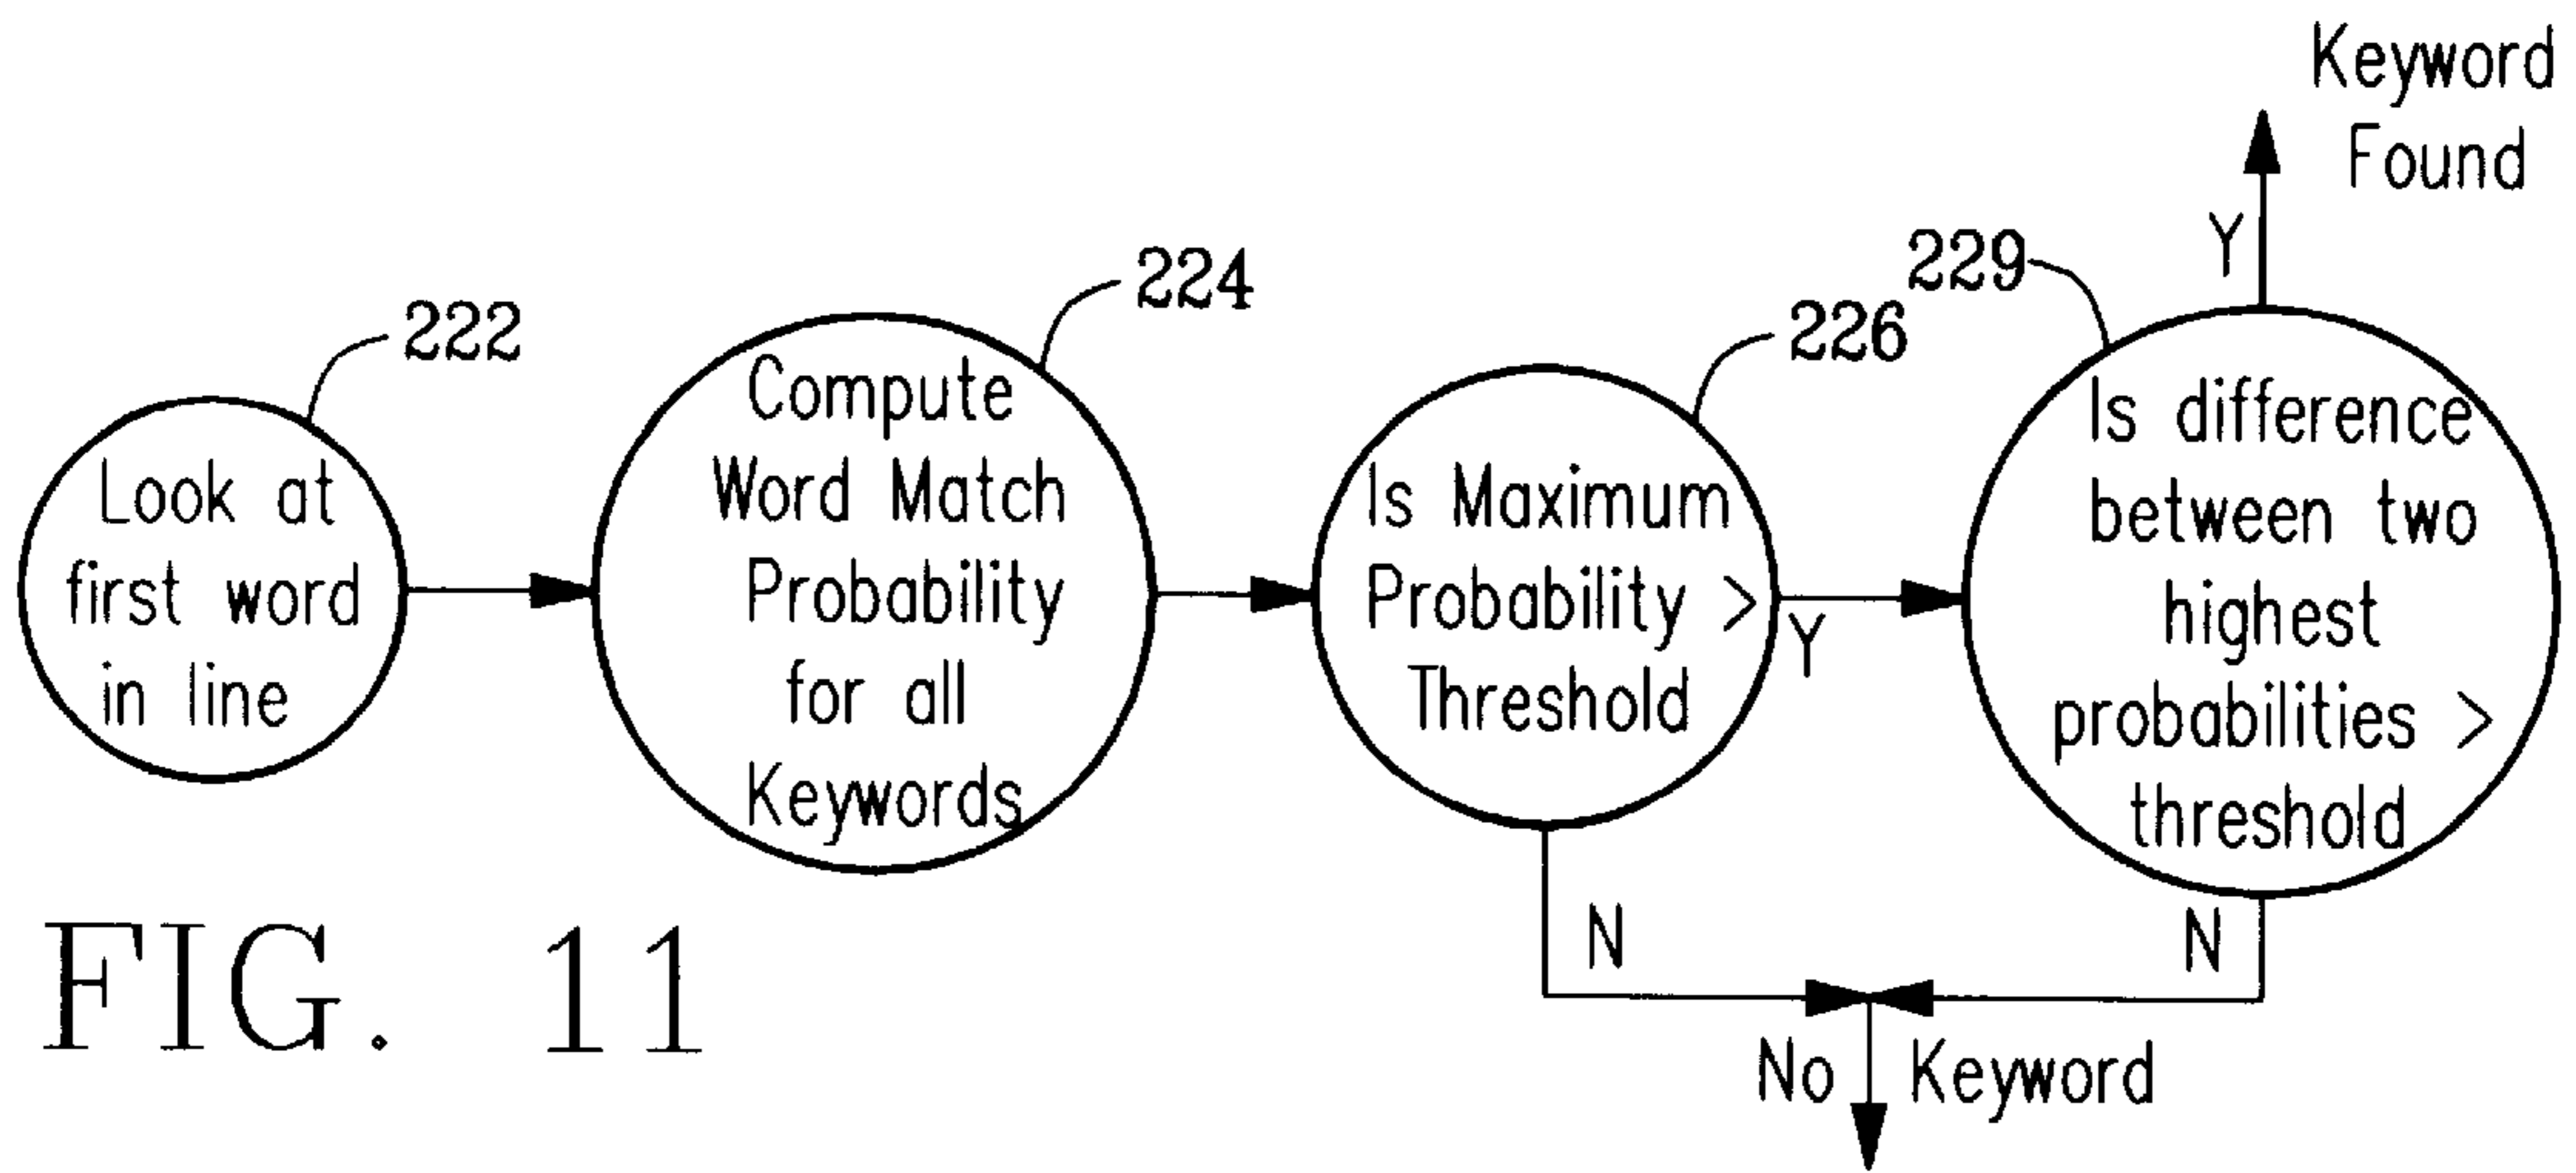 222
Look at
first word
in line
224
Compute
Word Match
Probability
for all
Keywords
226
Is Maximum
Probability >
Threshold
Y
N
229
Is difference
between two
highest
probabilities >
threshold
Y
Keyword
Found
N
No Keyword
FIG. 11